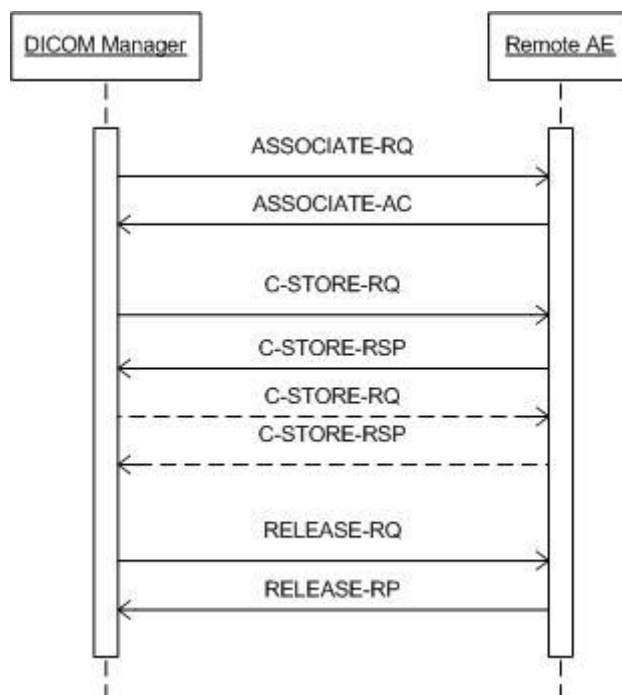 DICOM Manager
Remote AE
ASSOCIATE-RQ
ASSOCIATE-AC
C-STORE-RQ
C-STORE-RSP
C-STORE-RQ
C-STORE-RSP
RELEASE-RQ
RELEASE-RP